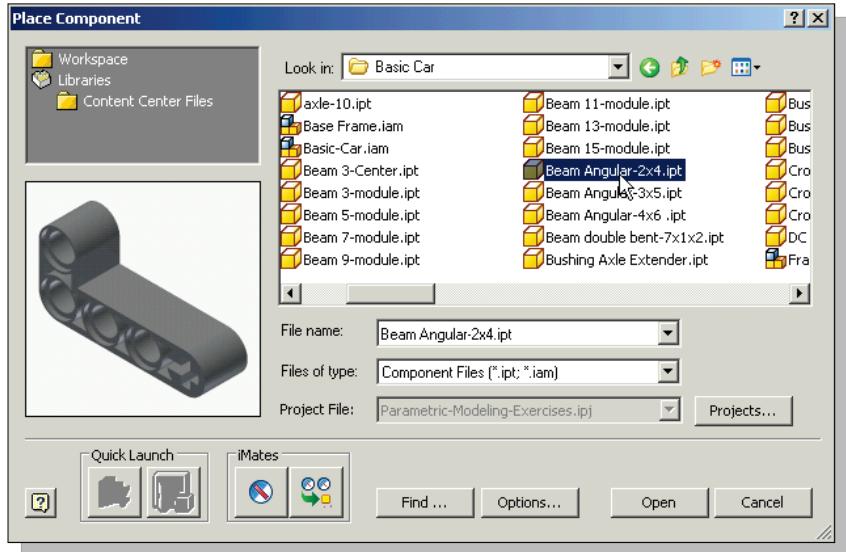 Place Component
Workspace
Libraries
Content Center Files
Look in: Basic Car
axle-10.ipt
Base Frame.iam
Basic-Car.iam
Beam 3-Center.ipt
Beam 3-module.ipt
Beam 5-module.ipt
Beam 7-module.ipt
Beam 9-module.ipt
Beam 11-module.ipt
Beam 13-module.ipt
Beam 15-module.ipt
Beam Angular-2x4.ipt
Beam Angular-3x5.ipt
Beam Angular-4x6 .ipt
Beam double bent-7x1x2.ipt
Bushing Axle Extender.ipt
Bus
Bus
Bus
Cro
Cro
Cro
DC
Fra
File name: Beam Angular-2x4.ipt
Files of type: Component Files (*.ipt; *.iam)
Project File: Parametric-Modeling-Exercises.ipj Projects...
Quick Launch iMates
Find ... Options... Open Cancel